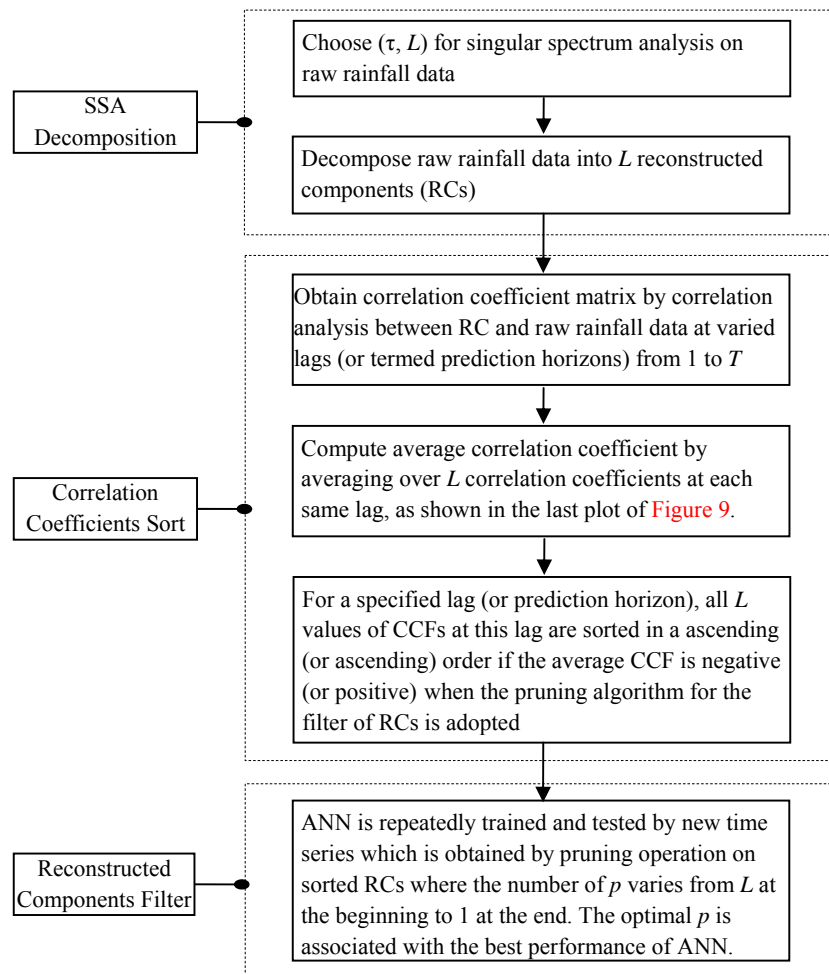 Choose (τ, L) for singular spectrum analysis on
raw rainfall data
SSA
Decomposition
Decompose raw rainfall data into L reconstructed
components (RCs)
Obtain correlation coefficient matrix by correlation
analysis between RC and raw rainfall data at varied
lags (or termed prediction horizons) from 1 to T
Compute average correlation coefficient by
averaging over L correlation coefficients at each
same lag, as shown in the last plot of Figure 9.
Correlation
Coefficients Sort
For a specified lag (or prediction horizon), all L
values of CCFs at this lag are sorted in a ascending
(or ascending) order if the average CCF is negative
(or positive) when the pruning algorithm for the
filter of RCs is adopted
Reconstructed
Components Filter
ANN is repeatedly trained and tested by new time
series which is obtained by pruning operation on
sorted RCs where the number of p varies from L at
the beginning to 1 at the end. The optimal p is
associated with the best performance of ANN.